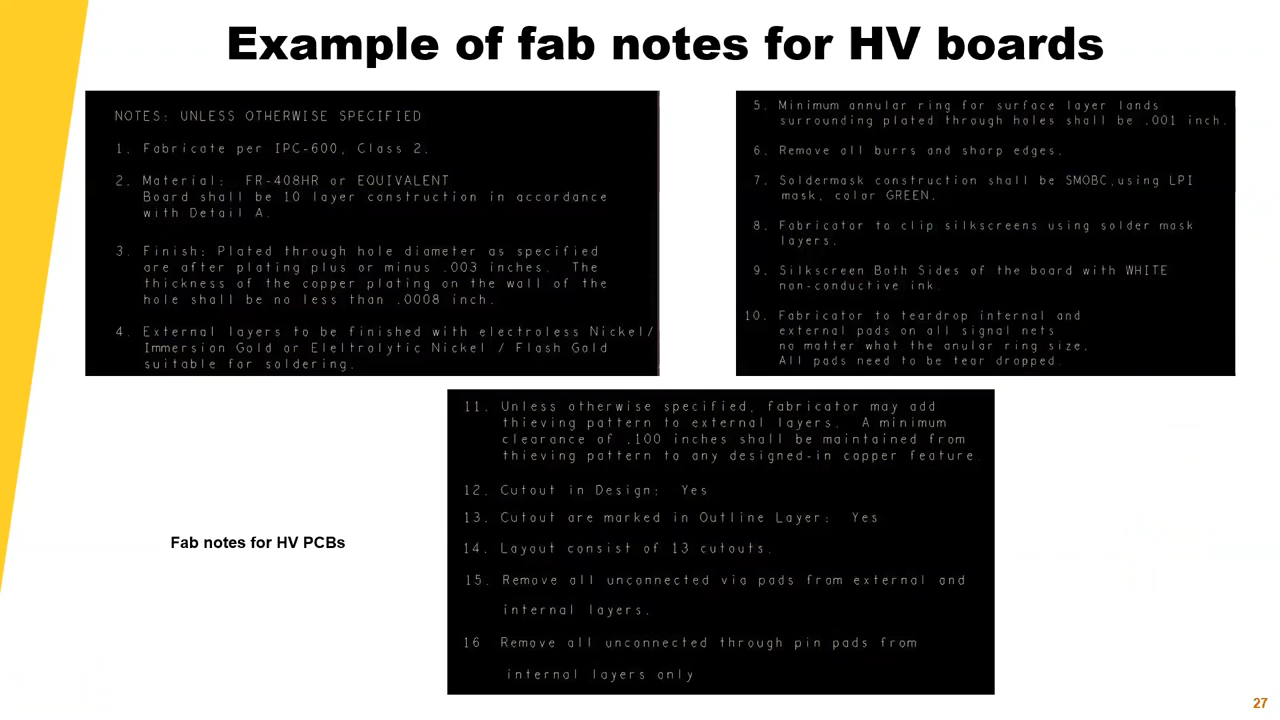 Example of fab notes for HV boards
NOTES: UNLESS OTHERWISE SPECIFIED
1. Fabricate per IPC-600, Class 2.
2. Material: FR-408HR or EQUIVALENT
Board shall be 10 layer construction in accordance
with Detail A.
3. Finish: Plated through hole diameter as specified
are after plating plus or minus .003 inches. The
thickness of the copper plating on the wall of the
hole shall be no less than .0008 inch.
4. External layers to be finished with electroless Nickel/
Immersion Gold or Eleltrolytic Nickel / Flash Gold
suitable for soldering.
5. Minimum annular ring for surface layer lands
surrounding plated through holes shall be .001 inch.
6. Remove all burrs and sharp edges.
7. Soldermask construction shall be SMOBC,using LPI
mask, color GREEN.
8. Fabricator to clip silkscreens using solder mask
layers.
9. Silkscreen Both Sides of the board with WHITE
non-conductive ink.
10. Fabricator to teardrop internal and
external pads on all signal nets
no matter what the anular ring size.
All pads need to be tear dropped.
11. Unless otherwise specified, fabricator may add
thieving pattern to external layers. A minimum
clearance of .100 inches shall be maintained from
thieving pattern to any designed-in copper feature.
12. Cutout in Design: Yes
13. Cutout are marked in Outline Layer: Yes
14. Layout consist of 13 cutouts.
15. Remove all unconnected via pads from external and
internal layers.
16 Remove all unconnected through pin pads from
internal layers only
Fab notes for HV PCBs
27